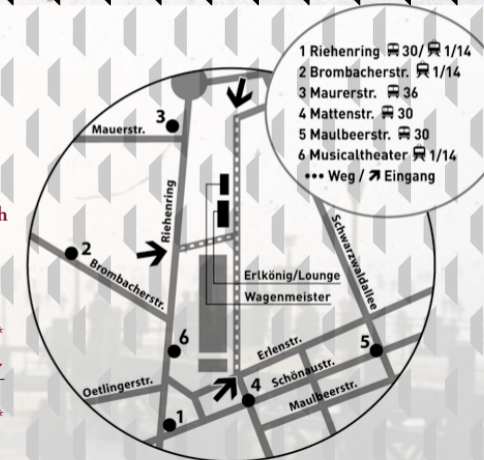 1 Riehenring 30/ 1/14
2 Brombacherstr. 1/14
3 Maurerstr. 36
4 Mattenstr. 30
5 Maulbeerstr. 30
6 Musicaltheater 1/14
••• Weg / ↗ Eingang
3
Mauerstr.
Riehenring
2
Brombacherstr.
Schwarzwaldallee
Erlkönig/Lounge
Wagenmeister
6
Erlenstr.
5
Schönaustr.
Oetlingerstr.
4
Maulbeerstr.
1
h
*
*